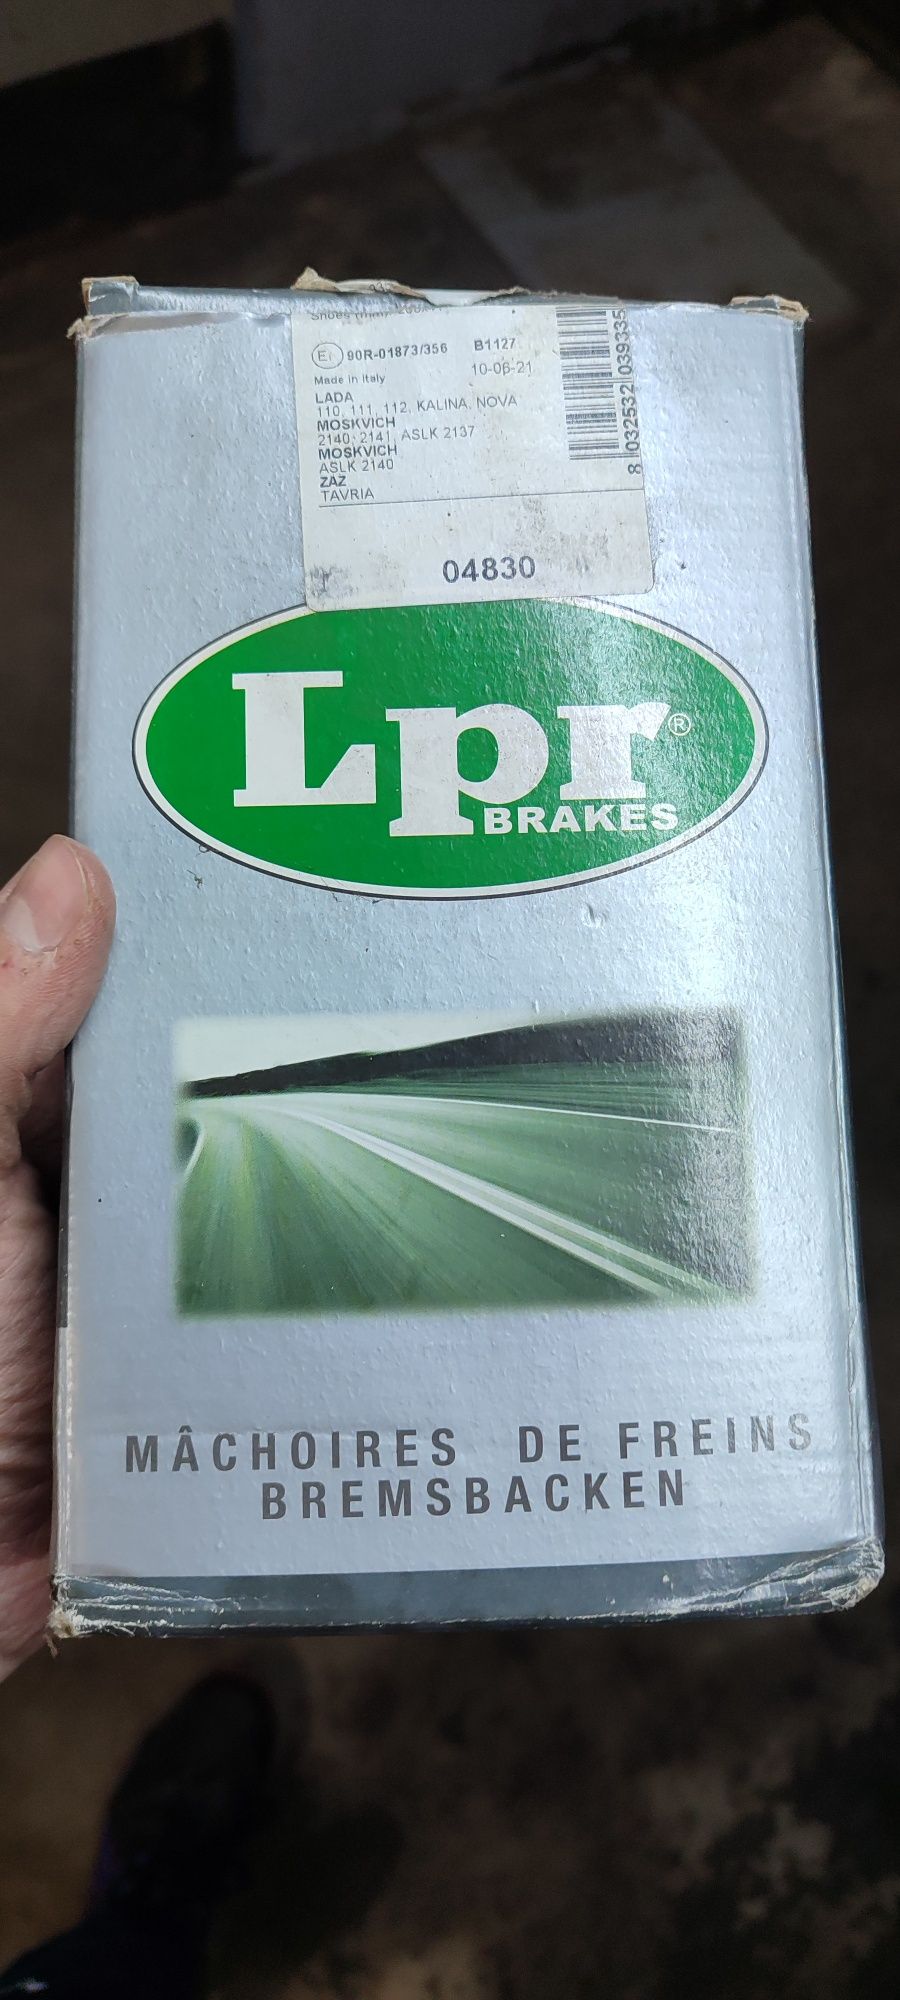 90R-01873/356 B1127
10-06-21
Made in Italy
LADA
110, 111, 112, KALINA, NOVA
MOSKVICH
2140, 2141, ASLK 2137
MOSKVICH
ASLK 2140
ZAZ
TAVRIA
8 032532 039335
04830
Lpr®
BRAKES
MÂCHOIRES DE FREINS
BREMSBACKEN